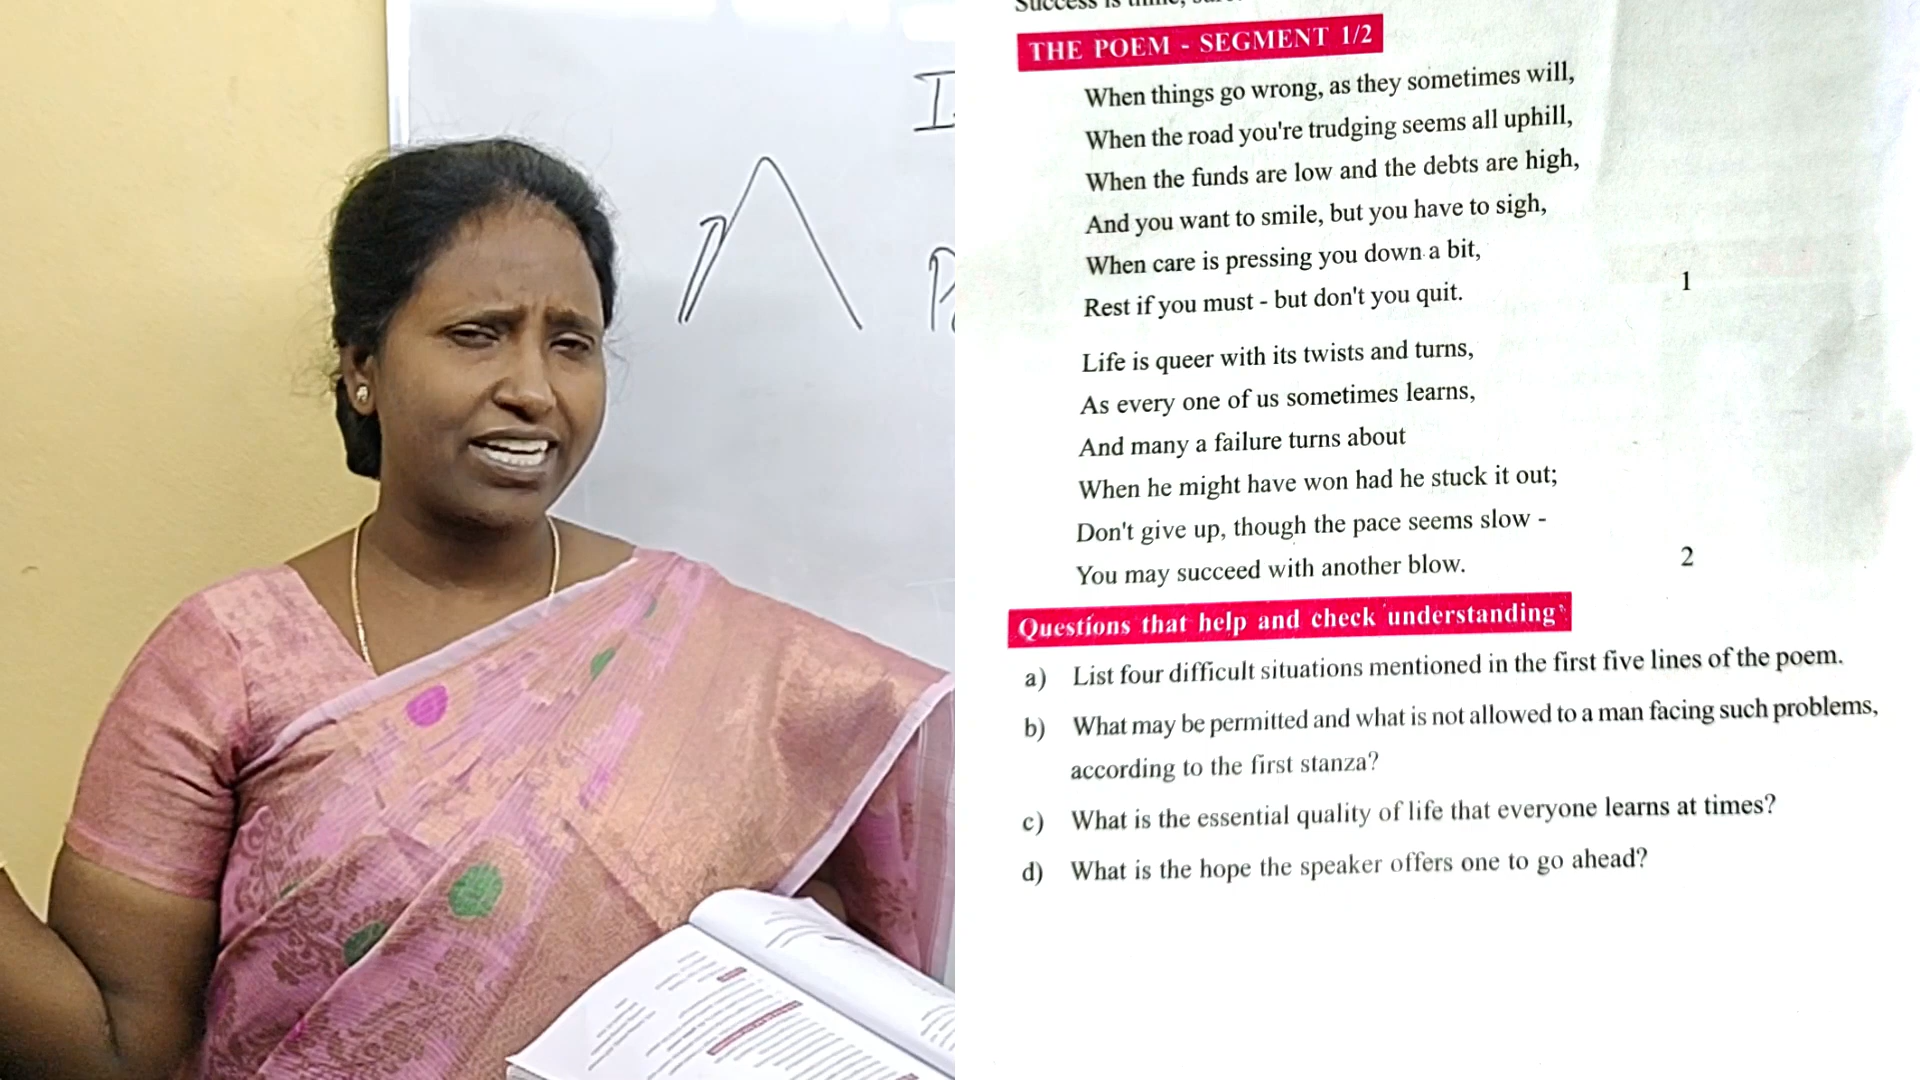 Success is
THE POEM - SEGMENT 1/2
When things go wrong, as they sometimes will,
When the road you're trudging seems all uphill,
When the funds are low and the debts are high,
And you want to smile, but you have to sigh,
When care is pressing you down a bit,
Rest if you must - but don't you quit.
1
Life is queer with its twists and turns,
As every one of us sometimes learns,
And many a failure turns about
When he might have won had he stuck it out;
Don't give up, though the pace seems slow -
You may succeed with another blow.
2
Questions that help and check understanding
a) List four difficult situations mentioned in the first five lines of the poem.
b) What may be permitted and what is not allowed to a man facing such problems,
according to the first stanza?
c) What is the essential quality of life that everyone learns at times?
d) What is the hope the speaker offers one to go ahead?